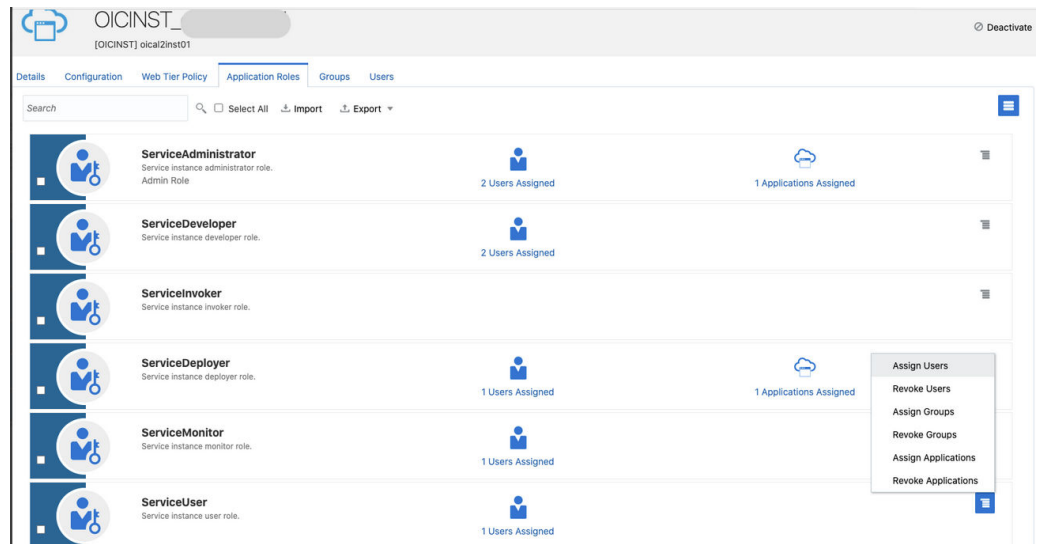 OICINST_
[OICINST] oical2inst01
Deactivate
Details Configuration Web Tier Policy Application Roles Groups Users
Search Select All Import Export
ServiceAdministrator
Service instance administrator role.
Admin Role
2 Users Assigned 1 Applications Assigned
ServiceDeveloper
Service instance developer role.
2 Users Assigned
ServiceInvoker
Service instance invoker role.
ServiceDeployer
Service instance deployer role.
1 Users Assigned 1 Applications Assigned
ServiceMonitor
Service instance monitor role.
1 Users Assigned
ServiceUser
Service instance user role.
1 Users Assigned
Assign Users
Revoke Users
Assign Groups
Revoke Groups
Assign Applications
Revoke Applications